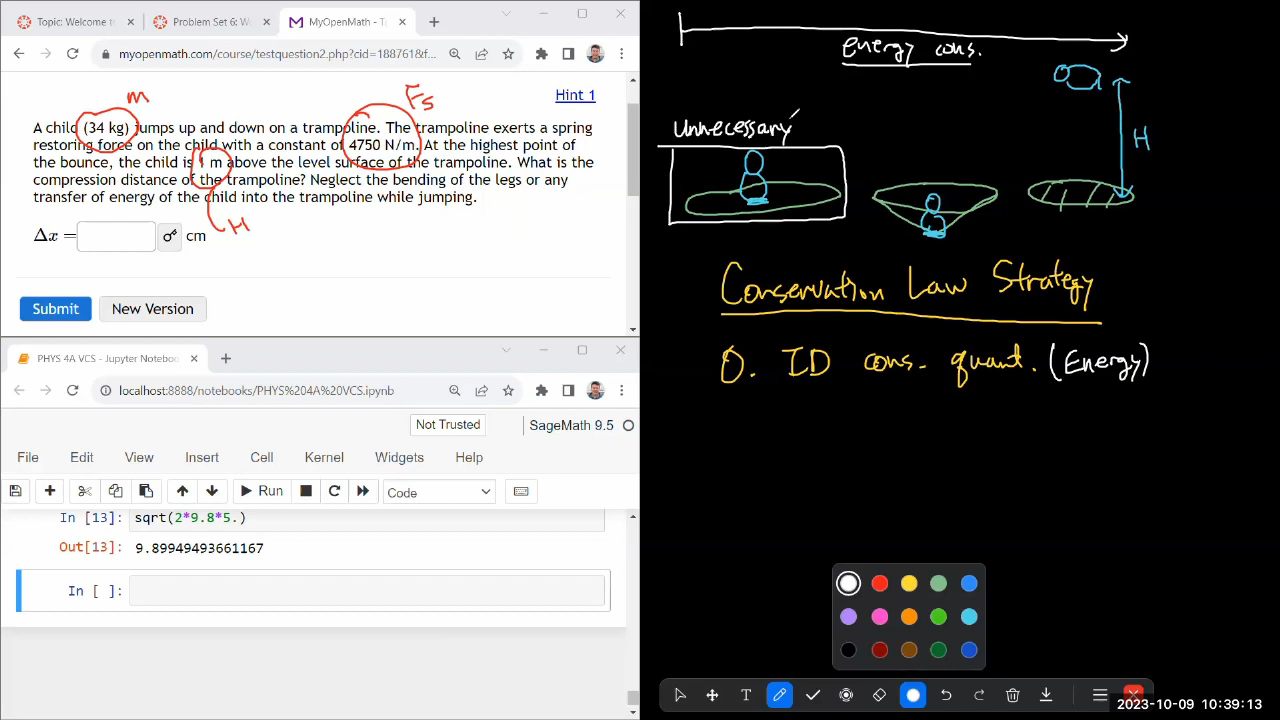 Topic: Welcome t
Problem Set 6: W
MyOpenMath - T
myopenmath.com/cour
question2.php?cid=188761&f...
Hint 1
m
Fs
A child (34 kg) jumps up and down on a trampoline. The trampoline exerts a spring
restoring force on the child with a constant of 4750 N/m. At the highest point of
the bounce, the child is 1 m above the level surface of the trampoline. What is the
compression distance of the trampoline? Neglect the bending of the legs or any
transfer of energy of the child into the trampoline while jumping.
H
Δx =
σ
cm
Submit
New Version
PHYS 4A VCS - Jupyter Notebo
localhost:8888/notebooks/PHYS%204A%20VCS.ipynb
Not Trusted
SageMath 9.5
File Edit View Insert Cell Kernel Widgets Help
Run
Code
In [13]: sqrt(2*9.8*5.)
Out[13]: 9.89949493661167
In [ ]:
energy cons.
Unnecessary
H
Conservation Law Strategy
0. ID cons. quant. (Energy)
T
2023-10-09 10:39:13